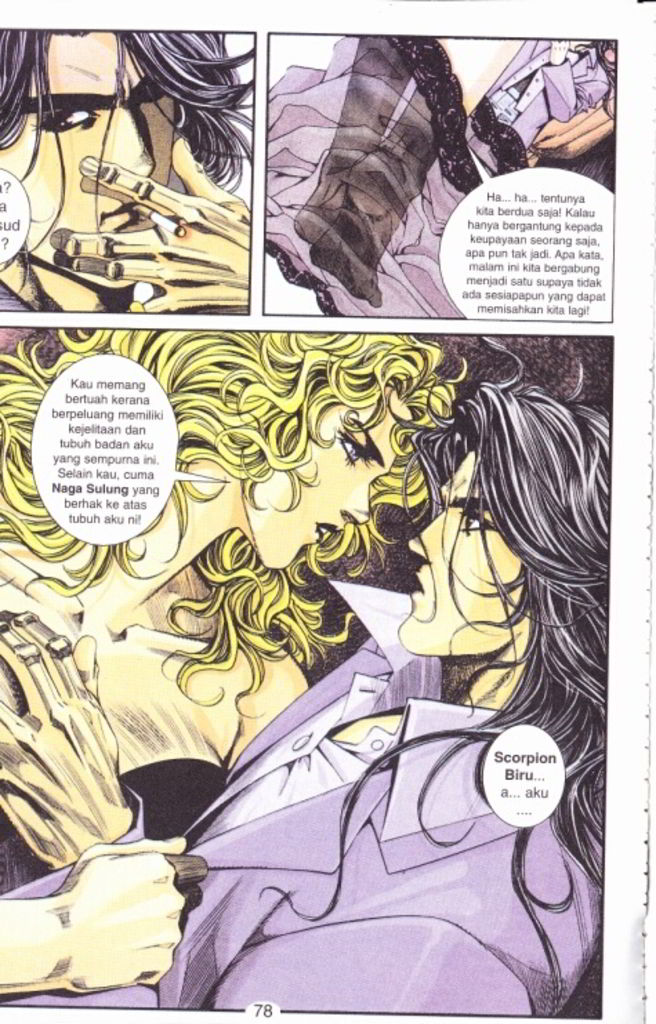 ?
a
sud
?
Ha... ha... tentunya
kita berdua saja! Kalau
hanya bergantung kepada
keupayaan seorang saja,
apa pun tak jadi. Apa kata,
malam ini kita bergabung
menjadi satu supaya tidak
ada sesiapapun yang dapat
memisahkan kita lagi!
Kau memang
bertuah kerana
berpeluang memiliki
kejelitaan dan
tubuh badan aku
yang sempurna ini.
Selain kau, cuma
Naga Sulung yang
berhak ke atas
tubuh aku ni!
Scorpion
Biru...
a... aku
....
78